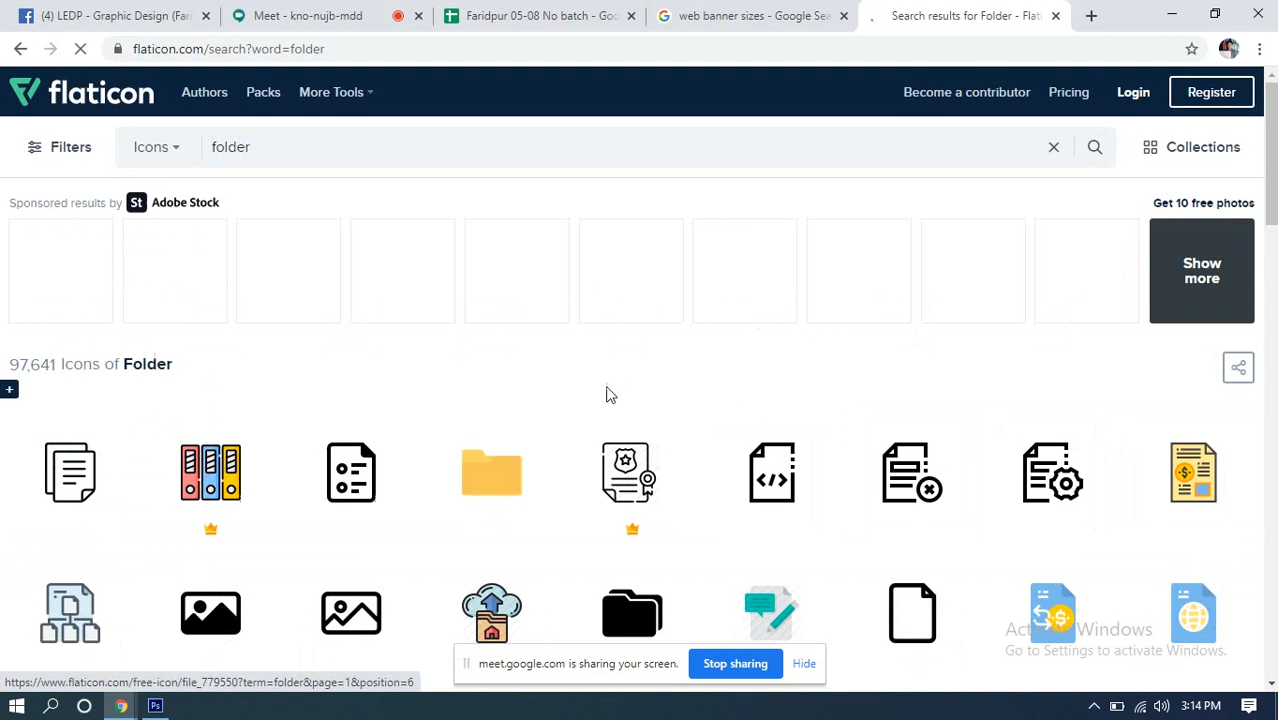 (4) LEDP - Graphic Design (Fa
Meet - kno-nujb-mdd
Faridpur 05-08 No batch - Goo
web banner sizes - Google Sea
Search results for Folder - Flati
flaticon.com/search?word=folder
flaticon
Authors
Packs
More Tools
Become a contributor
Pricing
Login
Register
Filters
Icons
folder
Collections
Sponsored results by
St
Adobe Stock
Get 10 free photos
Show
more
97,641 Icons of Folder
Activate Windows
Go to Settings to activate Windows.
meet.google.com is sharing your screen.
Stop sharing
Hide
https://www.flaticon.com/free-icon/file_779550?term=folder&page=1&position=6
Ps
3:14 PM